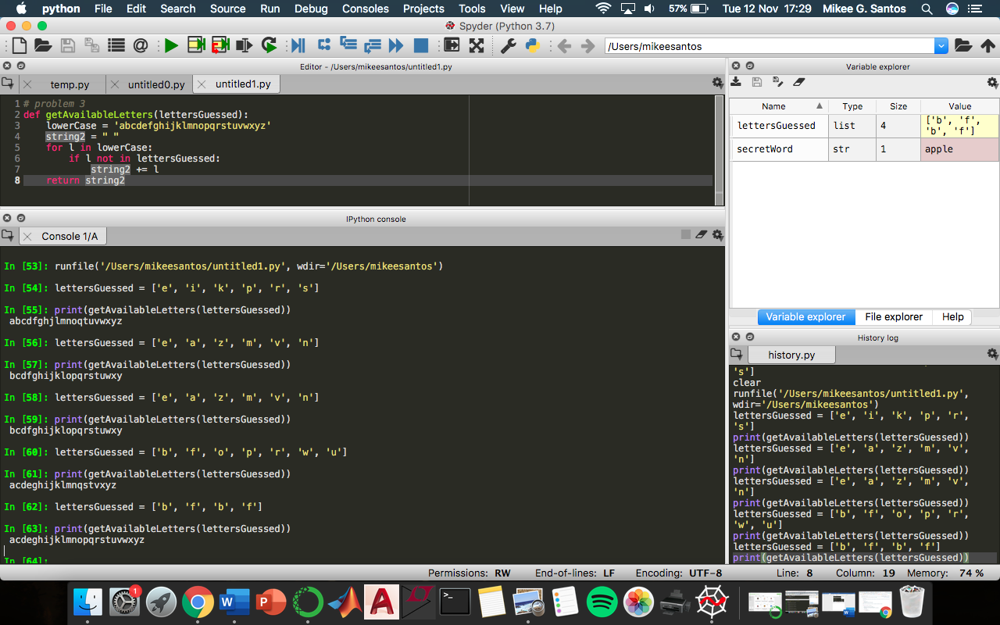 python File Edit Search Source Run Debug Consoles Projects Tools View Help 57% Tue 12 Nov 17:29 Mikee G. Santos
Spyder (Python 3.7)
/Users/mikeesantos
Editor - /Users/mikeesantos/untitled1.py
temp.py untitled0.py untitled1.py
1 # problem 3
2 def getAvailableLetters(lettersGuessed):
3 lowerCase = 'abcdefghijklmnopqrstuvwxyz'
4 string2 = " "
5 for l in lowerCase:
6 if l not in lettersGuessed:
7 string2 += l
8 return string2
IPython console
Console 1/A
In [53]: runfile('/Users/mikeesantos/untitled1.py', wdir='/Users/mikeesantos')
In [54]: lettersGuessed = ['e', 'i', 'k', 'p', 'r', 's']
In [55]: print(getAvailableLetters(lettersGuessed))
abcdfghjlmnoqtuvwxyz
In [56]: lettersGuessed = ['e', 'a', 'z', 'm', 'v', 'n']
In [57]: print(getAvailableLetters(lettersGuessed))
bcdfghijklopqrstuwxy
In [58]: lettersGuessed = ['e', 'a', 'z', 'm', 'v', 'n']
In [59]: print(getAvailableLetters(lettersGuessed))
bcdfghijklopqrstuwxy
In [60]: lettersGuessed = ['b', 'f', 'o', 'p', 'r', 'w', 'u']
In [61]: print(getAvailableLetters(lettersGuessed))
acdeghijklmnqstvxyz
In [62]: lettersGuessed = ['b', 'f', 'b', 'f']
In [63]: print(getAvailableLetters(lettersGuessed))
acdeghijklmnopqrstuvwxyz
In [64]:
Variable explorer
Name Type Size Value
lettersGuessed list 4 ['b', 'f',
'b', 'f']
secretWord str 1 apple
Variable explorer File explorer Help
History log
history.py
's']
clear
runfile('/Users/mikeesantos/untitled1.py',
wdir='/Users/mikeesantos')
lettersGuessed = ['e', 'i', 'k', 'p', 'r',
's']
print(getAvailableLetters(lettersGuessed))
lettersGuessed = ['e', 'a', 'z', 'm', 'v',
'n']
print(getAvailableLetters(lettersGuessed))
lettersGuessed = ['e', 'a', 'z', 'm', 'v',
'n']
print(getAvailableLetters(lettersGuessed))
lettersGuessed = ['b', 'f', 'o', 'p', 'r',
'w', 'u']
print(getAvailableLetters(lettersGuessed))
lettersGuessed = ['b', 'f', 'b', 'f']
print(getAvailableLetters(lettersGuessed))
Permissions: RW End-of-lines: LF Encoding: UTF-8 Line: 8 Column: 19 Memory: 74 %